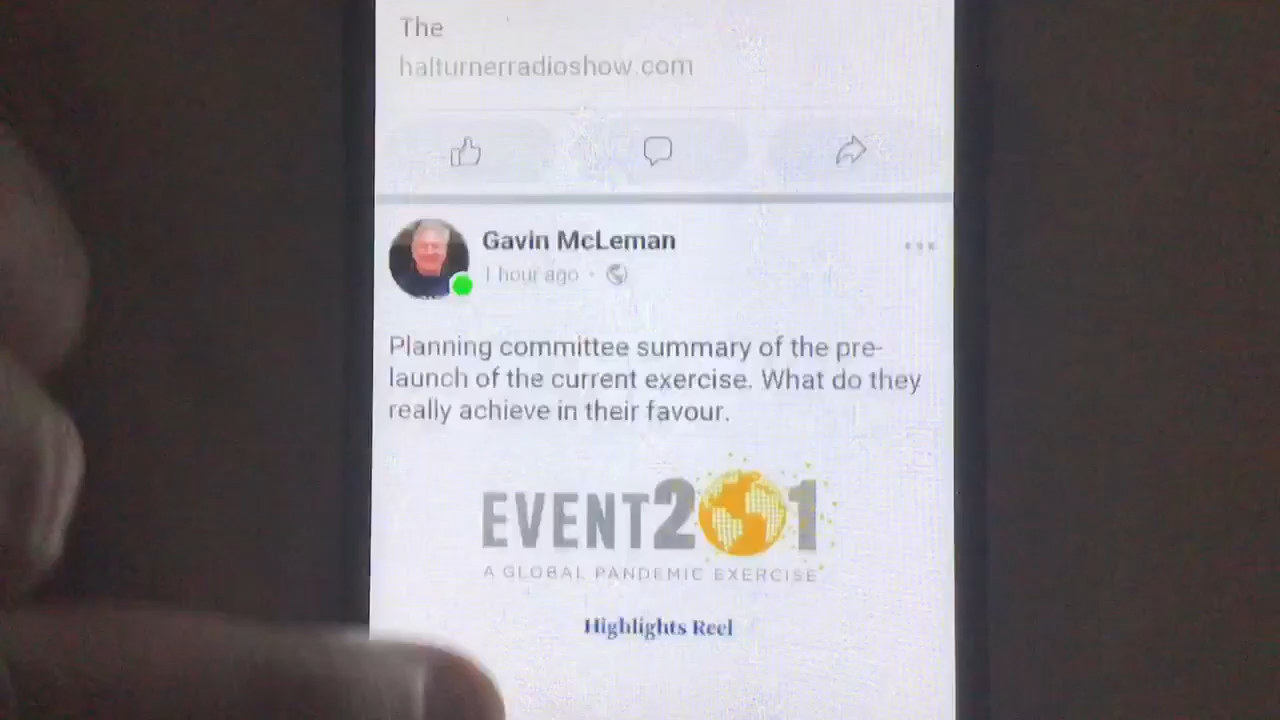 The
halturnerradioshow.com
Gavin McLeman
1 hour ago ·
Planning committee summary of the pre-
launch of the current exercise. What do they
really achieve in their favour.
EVENT201
A GLOBAL PANDEMIC EXERCISE
Highlights Reel